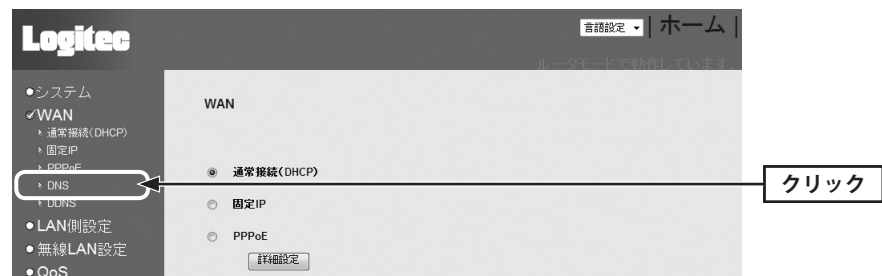 Logitec
言語設定
ホーム
ルータモードで動作しています。
システム
WAN
通常接続(DHCP)
固定IP
PPPoE
DNS
DDNS
LAN側設定
無線LAN設定
QoS
WAN
通常接続(DHCP)
固定IP
PPPoE
詳細設定
クリック